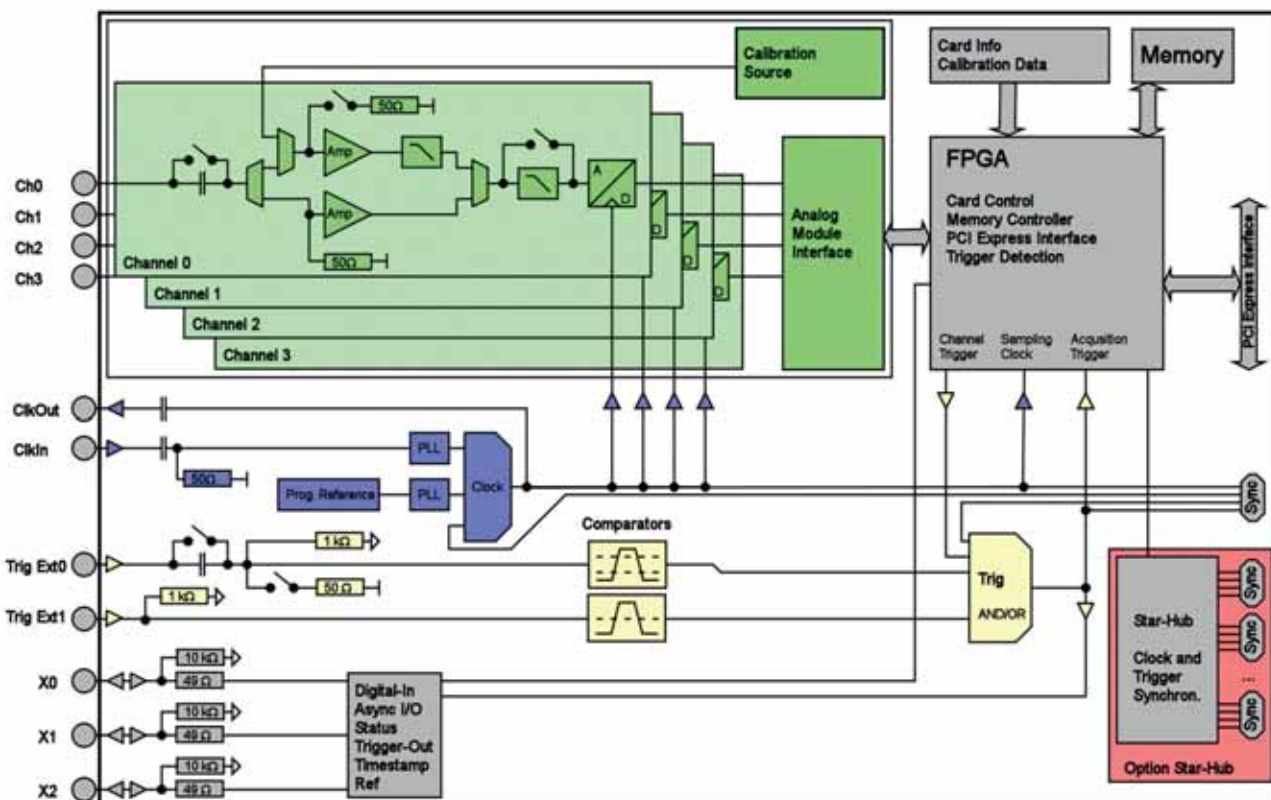 Calibration
Source
Card Info
Calibration Data
Memory
50Ω
Amp
A
D
Amp
50Ω
Ch0
Ch1
Ch2
Ch3
D
D
D
Channel 0
Channel 1
Channel 2
Channel 3
Analog
Module
Interface
FPGA
Card Control
Memory Controller
PCI Express Interface
Trigger Detection
Channel
Trigger
Sampling
Clock
Acqusition
Trigger
PCI Express Interface
ClkOut
ClkIn
50Ω
PLL
Prog. Reference
PLL
Clock
Sync
Comparators
Trig Ext0
1 kΩ
50 Ω
Trig Ext1
1 kΩ
Trig
AND/OR
Star-Hub
Clock and
Trigger
Synchron.
Sync
Sync
...
Sync
Option Star-Hub
X0
10 kΩ
49 Ω
X1
10 kΩ
49 Ω
X2
10 kΩ
49 Ω
Digital-In
Async I/O
Status
Trigger-Out
Timestamp
Ref